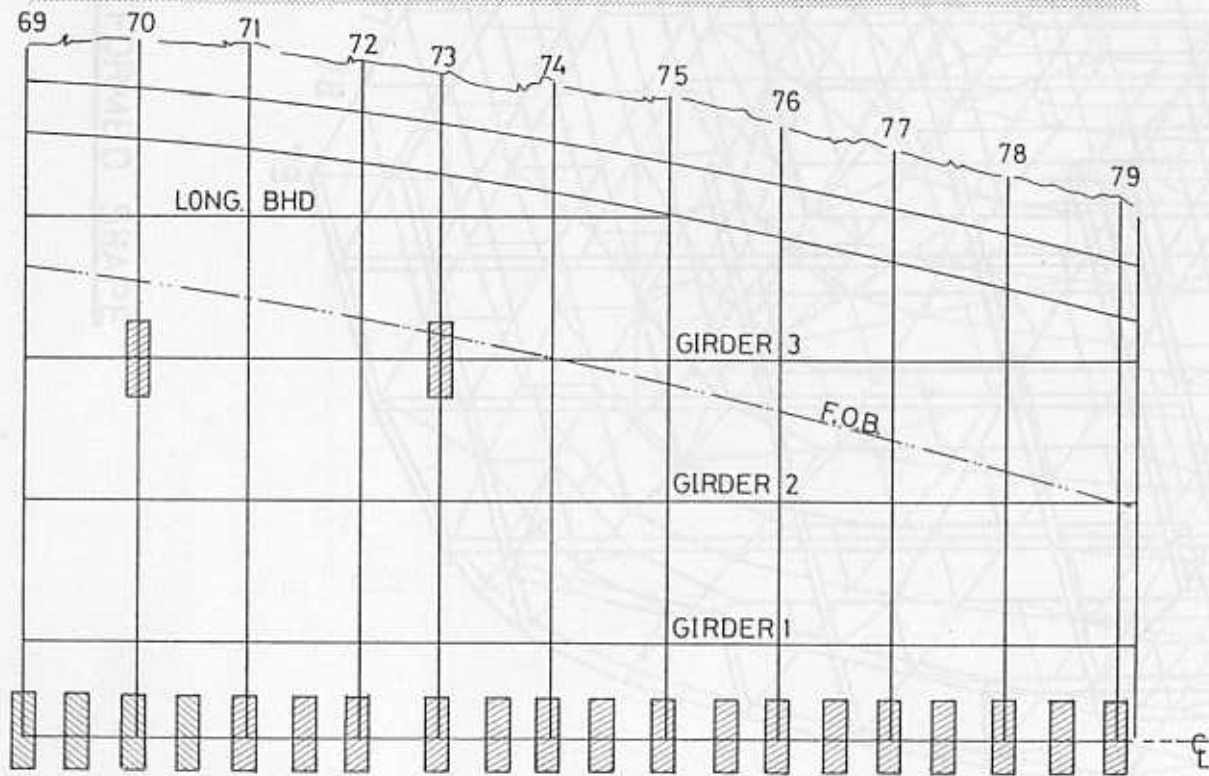 69 70 71 72 73 74 75 76 77 78 79
LONG. BHD
GIRDER 3
F.O.B.
GIRDER 2
GIRDER 1
℄